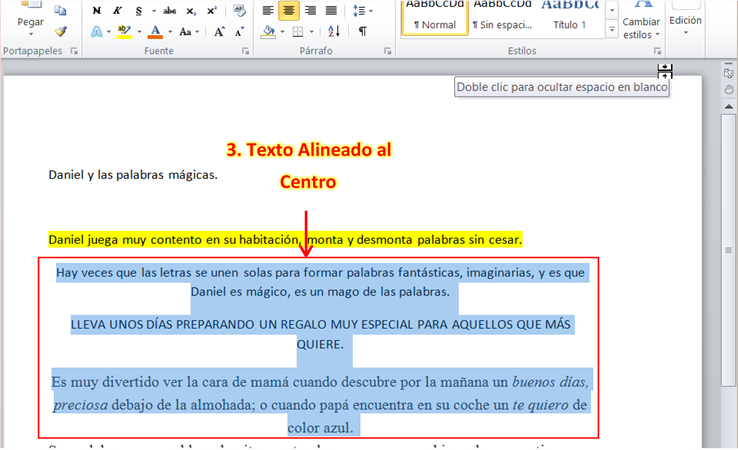 AaBbCcDd AaBbCcDd AaBbCc
Pegar
N K S abc x₂ x²
¶ Normal ¶ Sin espaci... Título 1
Cambiar
estilos
Edición
ab A Aa A A
A Z
Portapapeles Fuente Párrafo Estilos
Doble clic para ocultar espacio en blanco
3. Texto Alineado al
Centro
Daniel y las palabras mágicas.
Daniel juega muy contento en su habitación, monta y desmonta palabras sin cesar.
Hay veces que las letras se unen solas para formar palabras fantásticas, imaginarias, y es que
Daniel es mágico, es un mago de las palabras.
LLEVA UNOS DÍAS PREPARANDO UN REGALO MUY ESPECIAL PARA AQUELLOS QUE MÁS
QUIERE.
Es muy divertido ver la cara de mamá cuando descubre por la mañana un buenos días,
preciosa debajo de la almohada; o cuando papá encuentra en su coche un te quiero de
color azul.